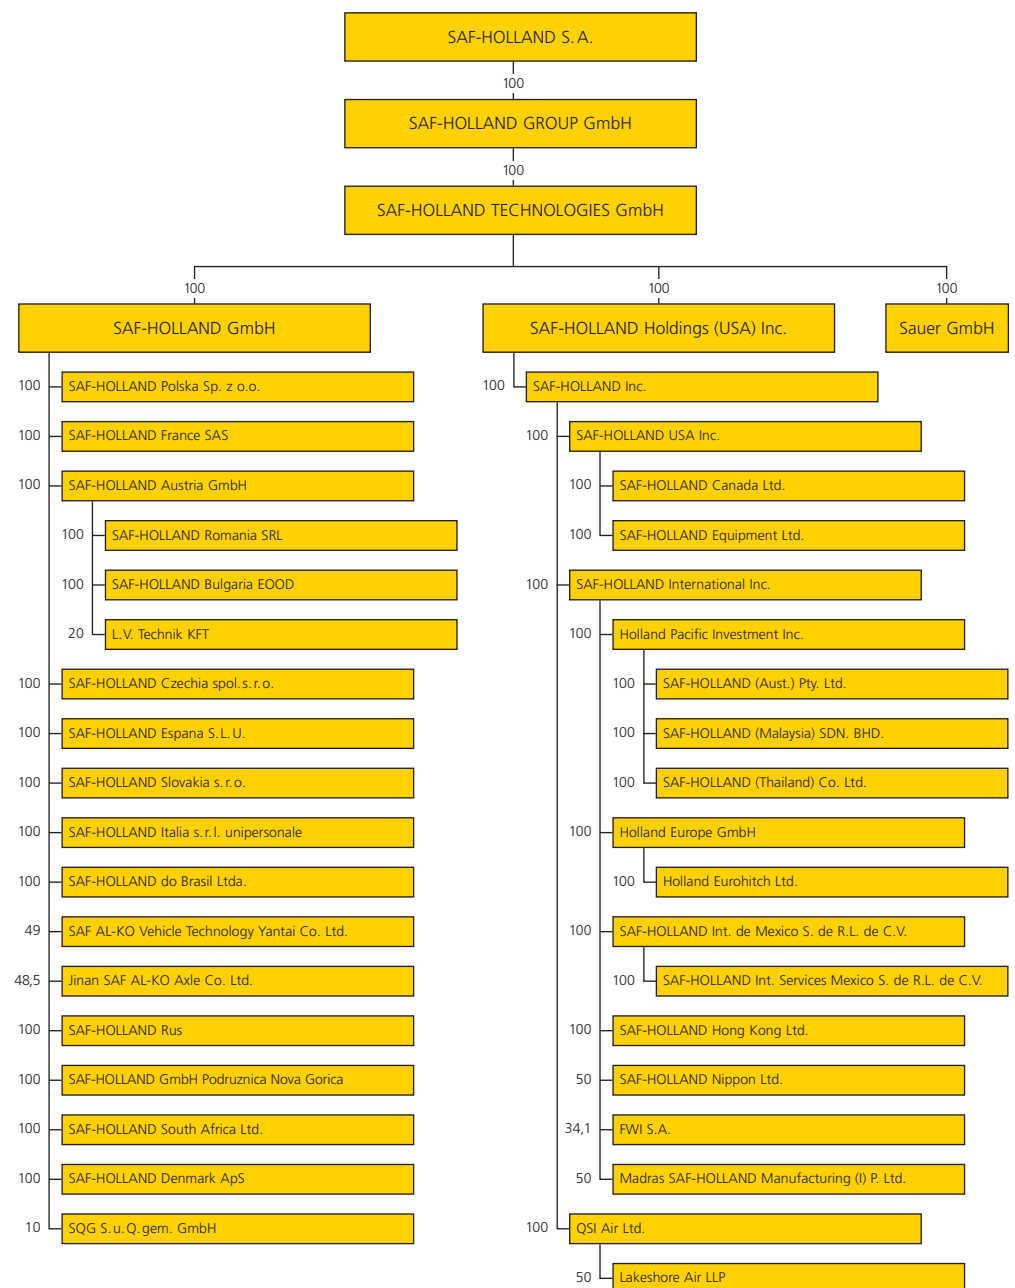 SAF-HOLLAND S. A.
100
SAF-HOLLAND GROUP GmbH
100
SAF-HOLLAND TECHNOLOGIES GmbH
100
100
100
SAF-HOLLAND GmbH
SAF-HOLLAND Holdings (USA) Inc.
Sauer GmbH
100
SAF-HOLLAND Polska Sp. z o.o.
100
SAF-HOLLAND France SAS
100
SAF-HOLLAND Austria GmbH
100
SAF-HOLLAND Romania SRL
100
SAF-HOLLAND Bulgaria EOOD
20
L.V. Technik KFT
100
SAF-HOLLAND Czechia spol. s. r. o.
100
SAF-HOLLAND Espana S. L. U.
100
SAF-HOLLAND Slovakia s. r. o.
100
SAF-HOLLAND Italia s. r. l. unipersonale
100
SAF-HOLLAND do Brasil Ltda.
49
SAF AL-KO Vehicle Technology Yantai Co. Ltd.
48,5
Jinan SAF AL-KO Axle Co. Ltd.
100
SAF-HOLLAND Rus
100
SAF-HOLLAND GmbH Podruznica Nova Gorica
100
SAF-HOLLAND South Africa Ltd.
100
SAF-HOLLAND Denmark ApS
10
SQG S. u. Q. gem. GmbH
100
SAF-HOLLAND Inc.
100
SAF-HOLLAND USA Inc.
100
SAF-HOLLAND Canada Ltd.
100
SAF-HOLLAND Equipment Ltd.
100
SAF-HOLLAND International Inc.
100
Holland Pacific Investment Inc.
100
SAF-HOLLAND (Aust.) Pty. Ltd.
100
SAF-HOLLAND (Malaysia) SDN. BHD.
100
SAF-HOLLAND (Thailand) Co. Ltd.
100
Holland Europe GmbH
100
Holland Eurohitch Ltd.
100
SAF-HOLLAND Int. de Mexico S. de R.L. de C.V.
100
SAF-HOLLAND Int. Services Mexico S. de R.L. de C.V.
100
SAF-HOLLAND Hong Kong Ltd.
50
SAF-HOLLAND Nippon Ltd.
34,1
FWI S.A.
50
Madras SAF-HOLLAND Manufacturing (I) P. Ltd.
100
QSI Air Ltd.
50
Lakeshore Air LLP